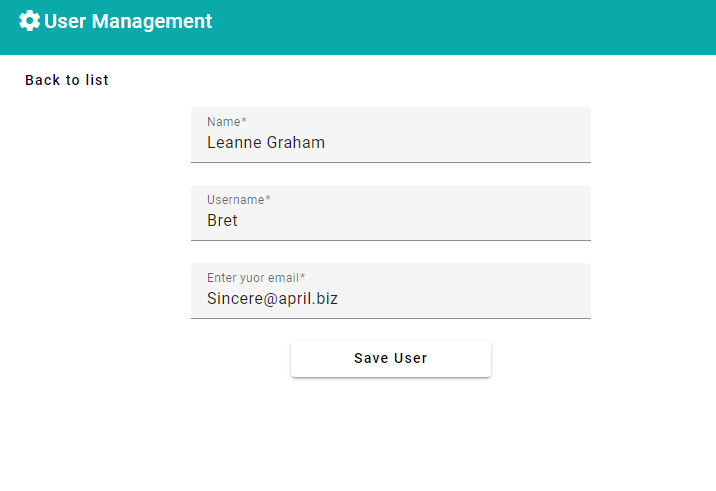 User Management
Back to list
Name*
Leanne Graham
Username*
Bret
Enter yuor email*
Sincere@april.biz
Save User